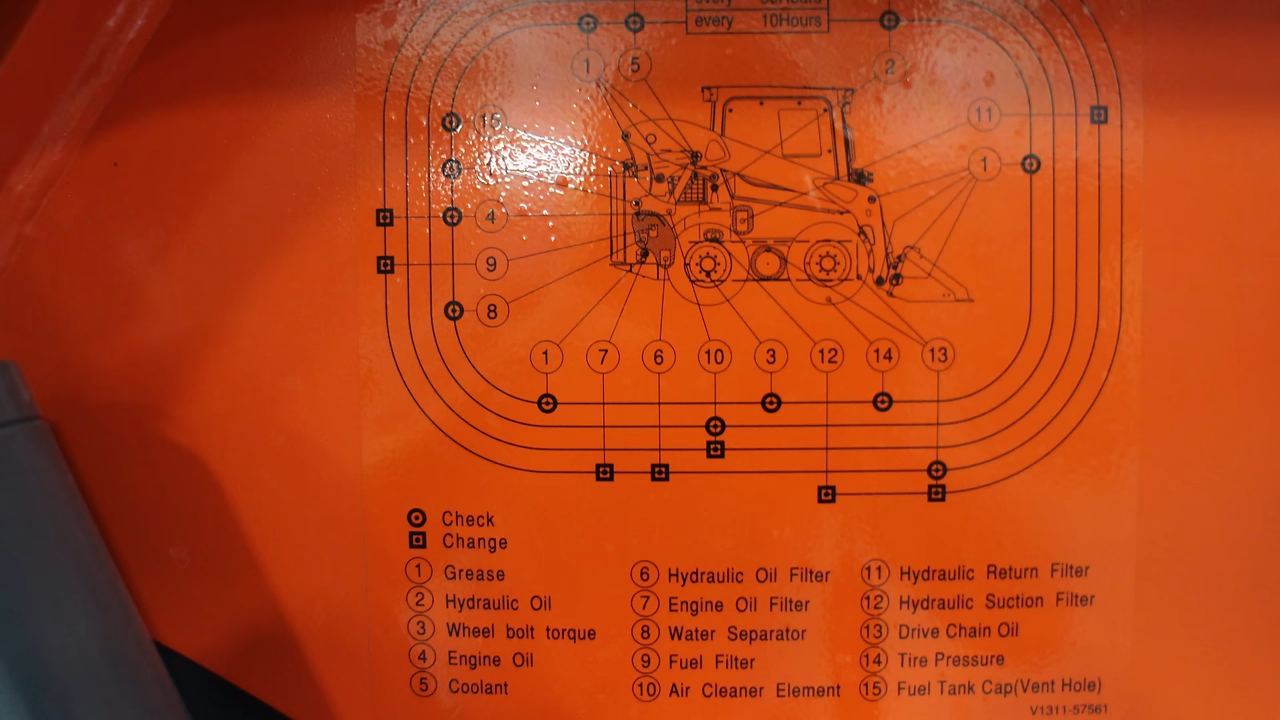 every 10Hours
1 5 2
15 11
1
4
9
8
1 7 6 10 3 12 14 13
Check
Change
1 Grease
2 Hydraulic Oil
3 Wheel bolt torque
4 Engine Oil
5 Coolant
6 Hydraulic Oil Filter
7 Engine Oil Filter
8 Water Separator
9 Fuel Filter
10 Air Cleaner Element
11 Hydraulic Return Filter
12 Hydraulic Suction Filter
13 Drive Chain Oil
14 Tire Pressure
15 Fuel Tank Cap(Vent Hole)
V1311-57561